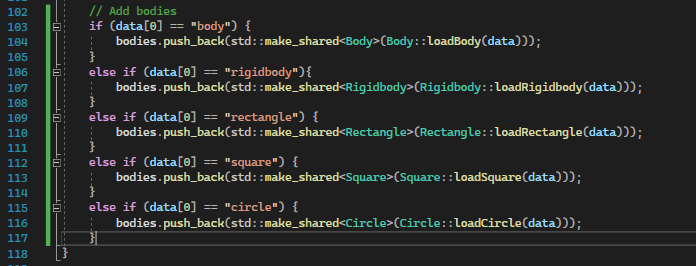 102 // Add bodies
103 if (data[0] == "body") {
104 bodies.push_back(std::make_shared<Body>(Body::loadBody(data)));
105 }
106 else if (data[0] == "rigidbody"){
107 bodies.push_back(std::make_shared<Rigidbody>(Rigidbody::loadRigidbody(data)));
108 }
109 else if (data[0] == "rectangle") {
110 bodies.push_back(std::make_shared<Rectangle>(Rectangle::loadRectangle(data)));
111 }
112 else if (data[0] == "square") {
113 bodies.push_back(std::make_shared<Square>(Square::loadSquare(data)));
114 }
115 else if (data[0] == "circle") {
116 bodies.push_back(std::make_shared<Circle>(Circle::loadCircle(data)));
117 }
118 }